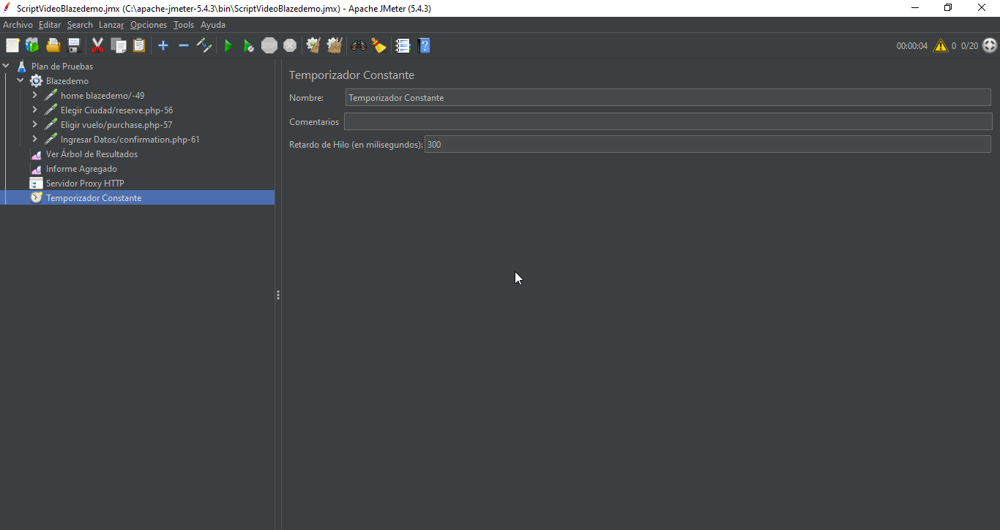 ScriptVideoBlazedemo.jmx (C:\apache-jmeter-5.4.3\bin\ScriptVideoBlazedemo.jmx) - Apache JMeter (5.4.3)
Archivo Editar Search Lanzar Opciones Tools Ayuda
STOP
00:00:04 0 0/20
Plan de Pruebas
Blazedemo
home blazedemo/-49
Elegir Ciudad/reserve.php-56
Eligir vuelo/purchase.php-57
Ingresar Datos/confirmation.php-61
Ver Árbol de Resultados
Informe Agregado
Servidor Proxy HTTP
Temporizador Constante
Temporizador Constante
Nombre: Temporizador Constante
Comentarios
Retardo de Hilo (en milisegundos): 300